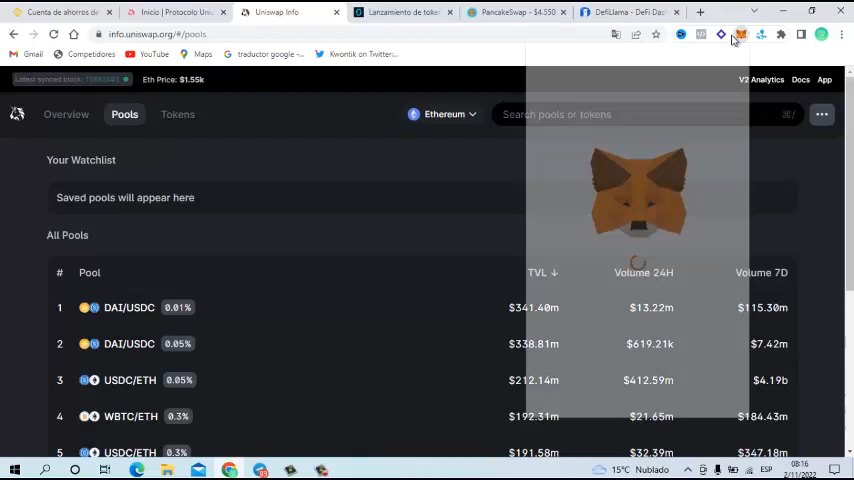 Cuenta de ahorros de
Inicio | Protocolo Unis
Uniswap Info
Lanzamiento de token
PancakeSwap - $4.550
DefiLlama - DeFi Dash
info.uniswap.org/#/pools
Gmail
Competidores
YouTube
Maps
traductor google -...
Kwontik on Twitter:...
Latest synced block:
Eth Price: $1.55k
V2 Analytics
Docs
App
Overview
Pools
Tokens
Ethereum
Search pools or tokens
⌘/
Your Watchlist
Saved pools will appear here
All Pools
# Pool TVL ↓ Volume 24H Volume 7D
1 DAI/USDC 0.01% $341.40m $13.22m $115.30m
2 DAI/USDC 0.05% $338.81m $619.21k $7.42m
3 USDC/ETH 0.05% $212.14m $412.59m $4.19b
4 WBTC/ETH 0.3% $192.31m $21.65m $184.43m
5 USDC/ETH 0.3% $191.58m $32.39m $347.18m
15°C Nublado
ESP
08:16
2/11/2022